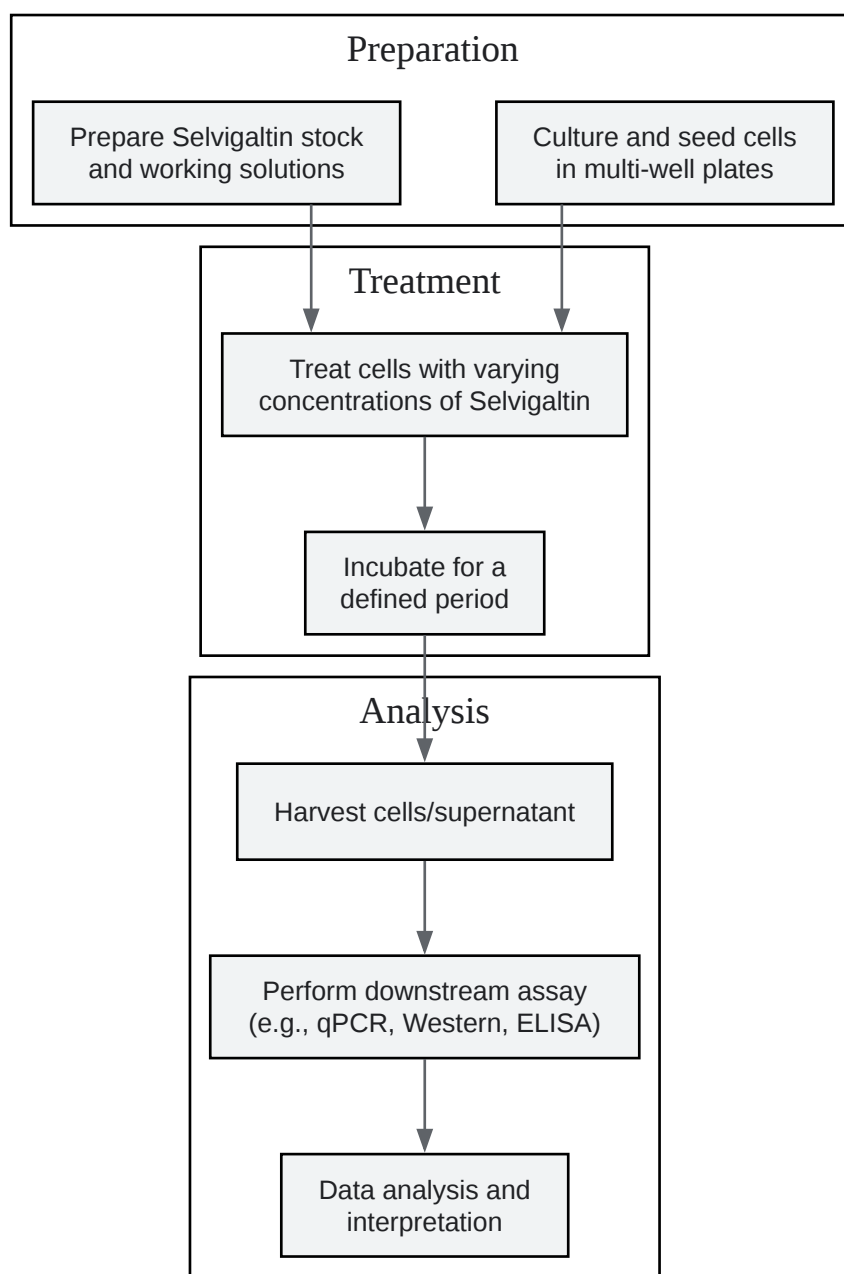 Preparation
Prepare Selvigaltin stock
and working solutions
Culture and seed cells
in multi-well plates
Treatment
Treat cells with varying
concentrations of Selvigaltin
Incubate for a
defined period
Analysis
Harvest cells/supernatant
Perform downstream assay
(e.g., qPCR, Western, ELISA)
Data analysis and
interpretation